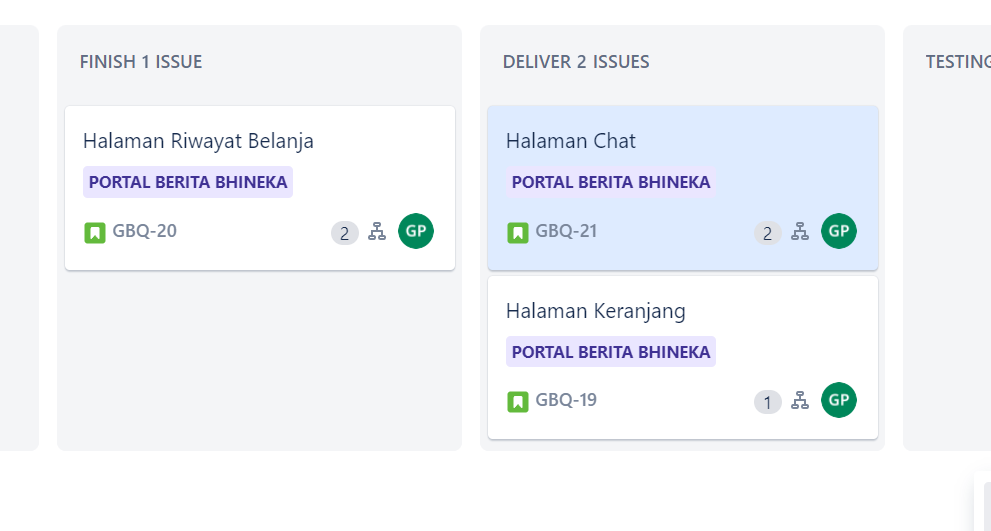 FINISH 1 ISSUE
Halaman Riwayat Belanja
PORTAL BERITA BHINEKA
GBQ-20 2 GP
DELIVER 2 ISSUES
Halaman Chat
PORTAL BERITA BHINEKA
GBQ-21 2 GP
Halaman Keranjang
PORTAL BERITA BHINEKA
GBQ-19 1 GP
TESTING